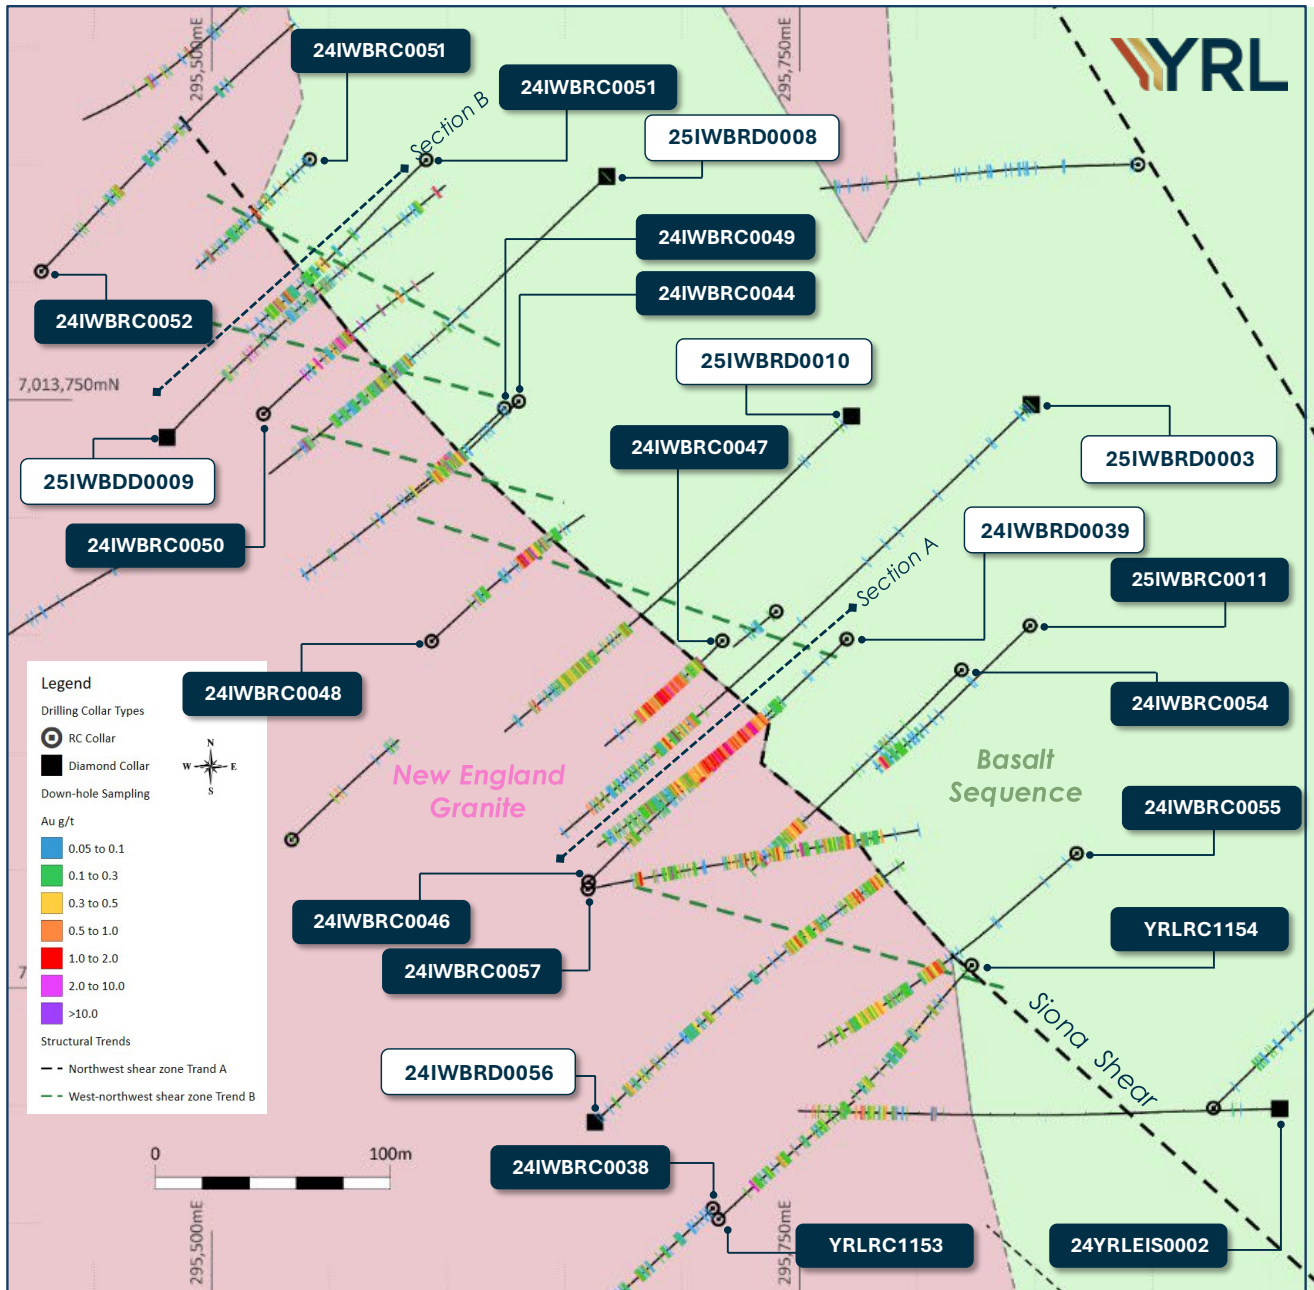 295,500mE
295,750mE
YRL
24IWBRC0051
24IWBRC0051
Section B
25IWBRD0008
24IWBRC0049
24IWBRC0044
24IWBRC0052
25IWBRD0010
7,013,750mN
24IWBRC0047
25IWBRD0003
25IWBDD0009
24IWBRD0039
24IWBRC0050
Section A
25IWBRC0011
24IWBRC0048
24IWBRC0054
Legend
Drilling Collar Types
RC Collar
Diamond Collar
N
W
E
S
Down-hole Sampling
Au g/t
0.05 to 0.1
0.1 to 0.3
0.3 to 0.5
0.5 to 1.0
1.0 to 2.0
2.0 to 10.0
>10.0
Structural Trends
Northwest shear zone Trand A
West-northwest shear zone Trend B
New England
Granite
Basalt
Sequence
24IWBRC0055
24IWBRC0046
YRLRC1154
24IWBRC0057
7
Siona Shear
24IWBRD0056
0
100m
24IWBRC0038
YRLRC1153
24YRLEIS0002
295,500mE
295,750mE